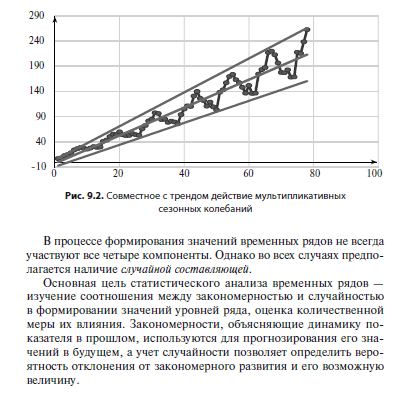 290
240
190
140
90
40
-10
0
20
40
60
80
100
Рис. 9.2. Совместное с трендом действие мультипликативных
сезонных колебаний
В процессе формирования значений временных рядов не всегда
участвуют все четыре компоненты. Однако во всех случаях предпо-
лагается наличие случайной составляющей.
Основная цель статистического анализа временных рядов —
изучение соотношения между закономерностью и случайностью
в формировании значений уровней ряда, оценка количественной
меры их влияния. Закономерности, объясняющие динамику по-
казателя в прошлом, используются для прогнозирования его зна-
чений в будущем, а учет случайности позволяет определить веро-
ятность отклонения от закономерного развития и его возможную
величину.